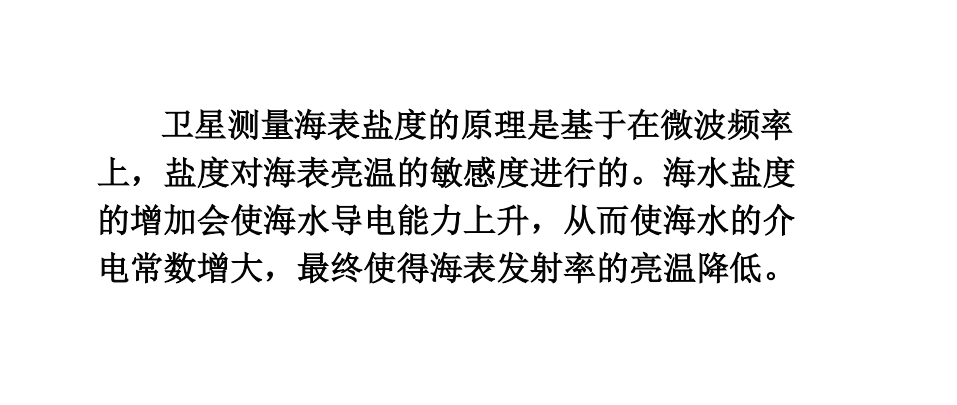 卫星测量海表盐度的原理是基于在微波频率
上，盐度对海表亮温的敏感度进行的。海水盐度
的增加会使海水导电能力上升，从而使海水的介
电常数增大，最终使得海表发射率的亮温降低。